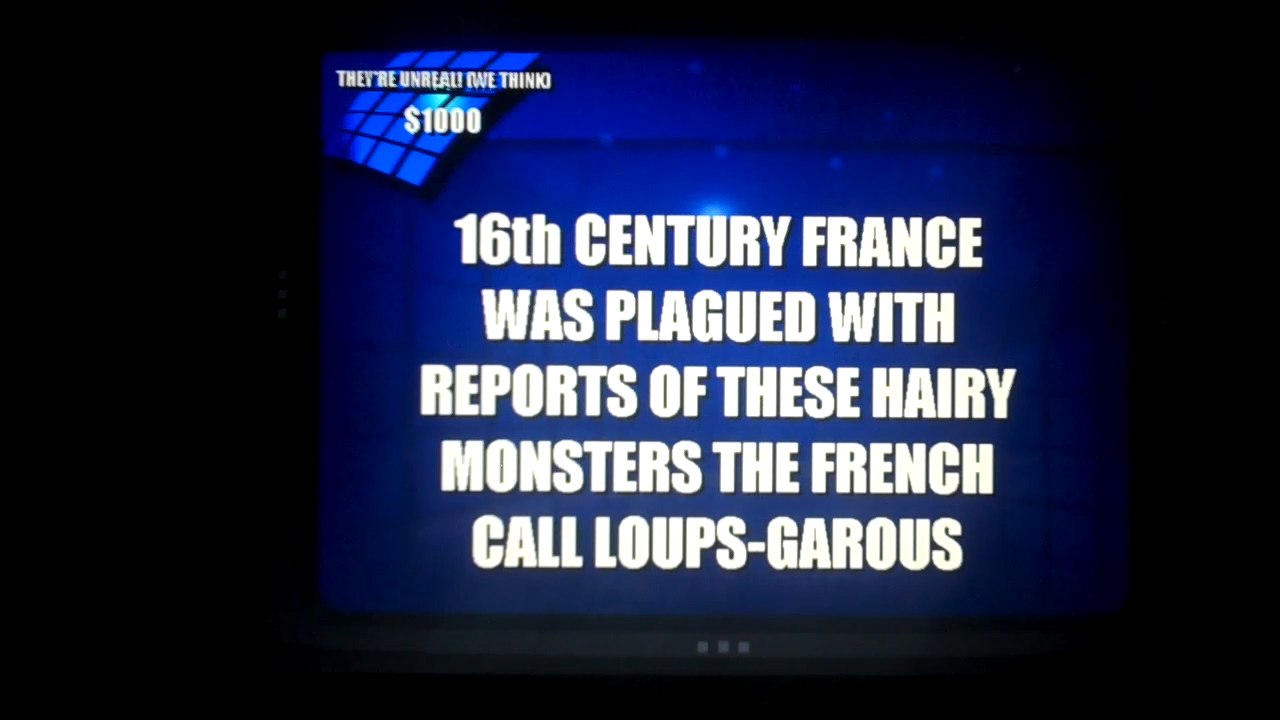 THEY'RE UNREAL! (WE THINK)
$1000
16th CENTURY FRANCE
WAS PLAGUED WITH
REPORTS OF THESE HAIRY
MONSTERS THE FRENCH
CALL LOUPS-GAROUS